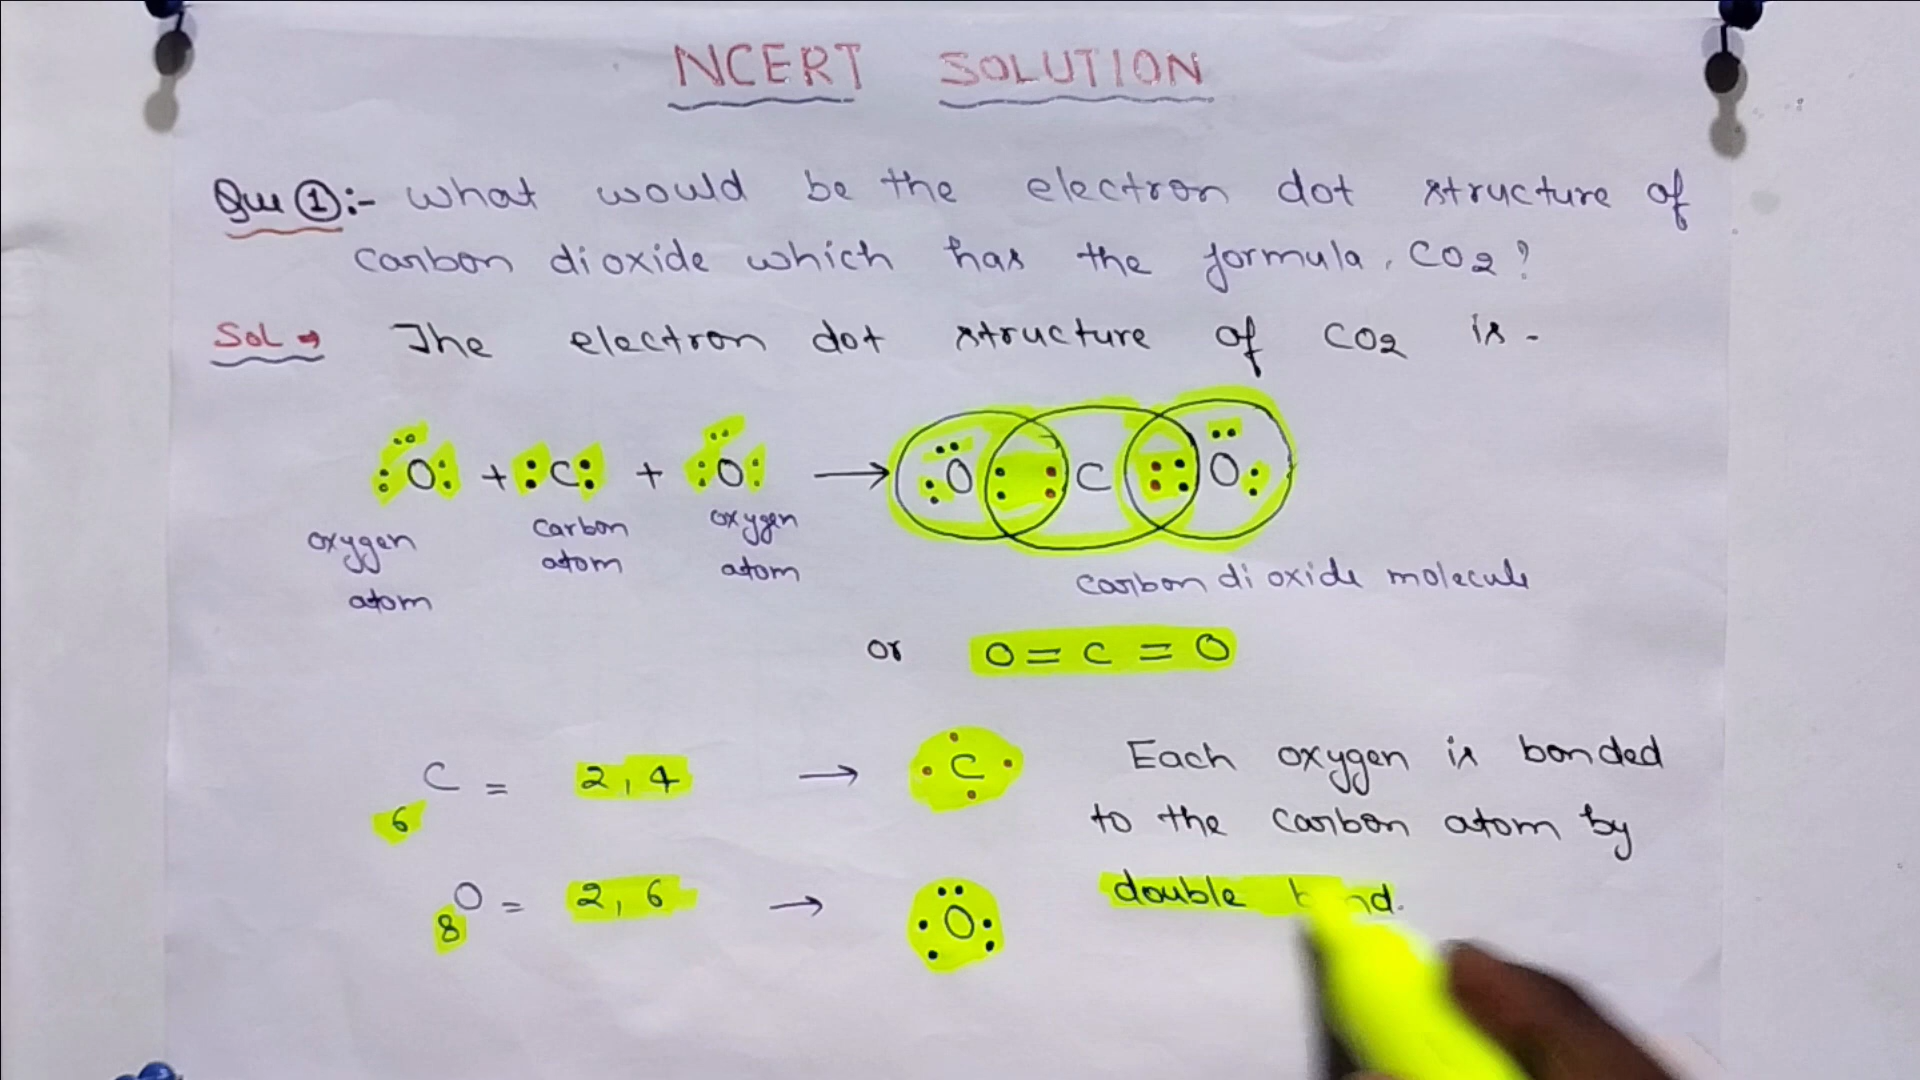 NCERT SOLUTION
Que ①:- What would be the electron dot structure of
carbon dioxide which has the formula, CO2?
Sol → The electron dot structure of CO2 is -
O + C + O → O C O
oxygen atom
carbon atom
oxygen atom
carbon dioxide molecule
or O = C = O
6C = 2, 4 → C
8O = 2, 6 → O
Each oxygen is bonded
to the carbon atom by
double